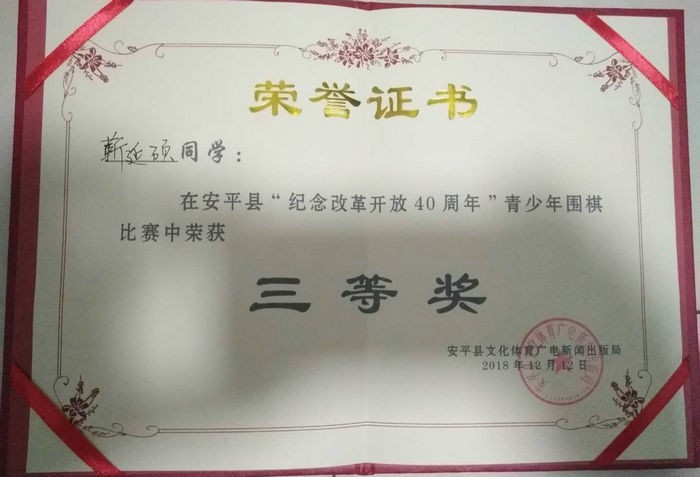 荣誉证书
靳延硕同学：
在安平县“纪念改革开放40周年”青少年围棋
比赛中荣获
三等奖
安平县文化体育广电新闻出版局
2018年12月12日